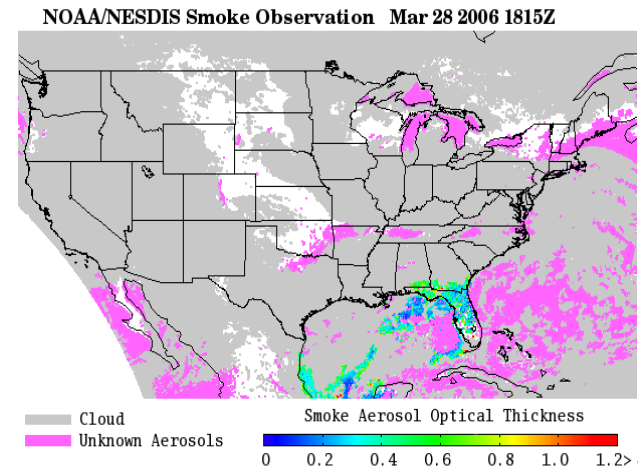 NOAA/NESDIS Smoke Observation Mar 28 2006 1815Z
Cloud
Unknown Aerosols
Smoke Aerosol Optical Thickness
0 0.2 0.4 0.6 0.8 1.0 1.2>